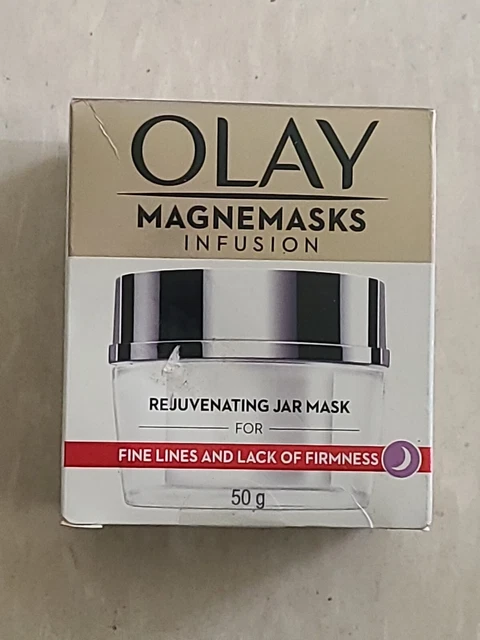 OLAY
MAGNEMASKS
INFUSION
REJUVENATING JAR MASK
FOR
FINE LINES AND LACK OF FIRMNESS
50 g